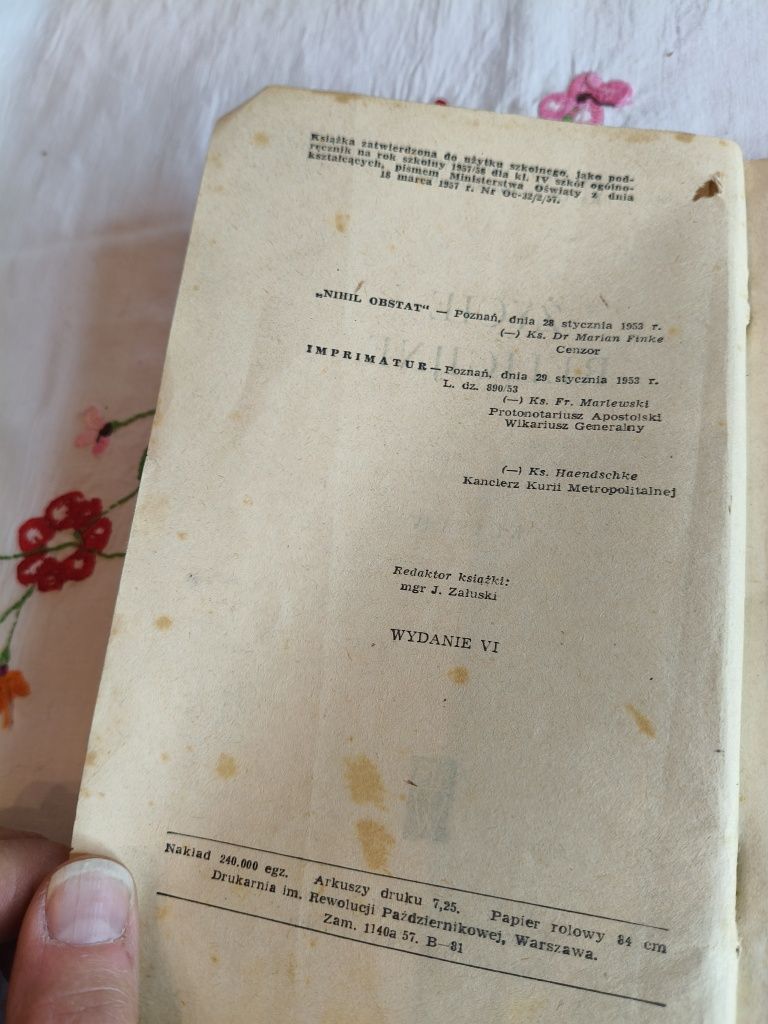 Książka zatwierdzona do użytku szkolnego, jako pod-
ręcznik na rok szkolny 1957/58 dla kl. IV szkół ogólno-
kształcących, pismem Ministerstwa Oświaty z dnia
18 marca 1957 r. Nr Oc-32/2/57.
„NIHIL OBSTAT“ — Poznań, dnia 28 stycznia 1953 r.
(—) Ks. Dr Marian Finke
Cenzor
IMPRIMATUR — Poznań, dnia 29 stycznia 1953 r.
L. dz. 890/53
(—) Ks. Fr. Marlewski
Protonotariusz Apostolski
Wikariusz Generalny
(—) Ks. Haendschke
Kanclerz Kurii Metropolitalnej
Redaktor książki:
mgr J. Załuski
WYDANIE VI
Nakład 240.000 egz. Arkuszy druku 7,25. Papier rolowy 84 cm
Drukarnia im. Rewolucji Październikowej, Warszawa.
Zam. 1140a 57. B—81